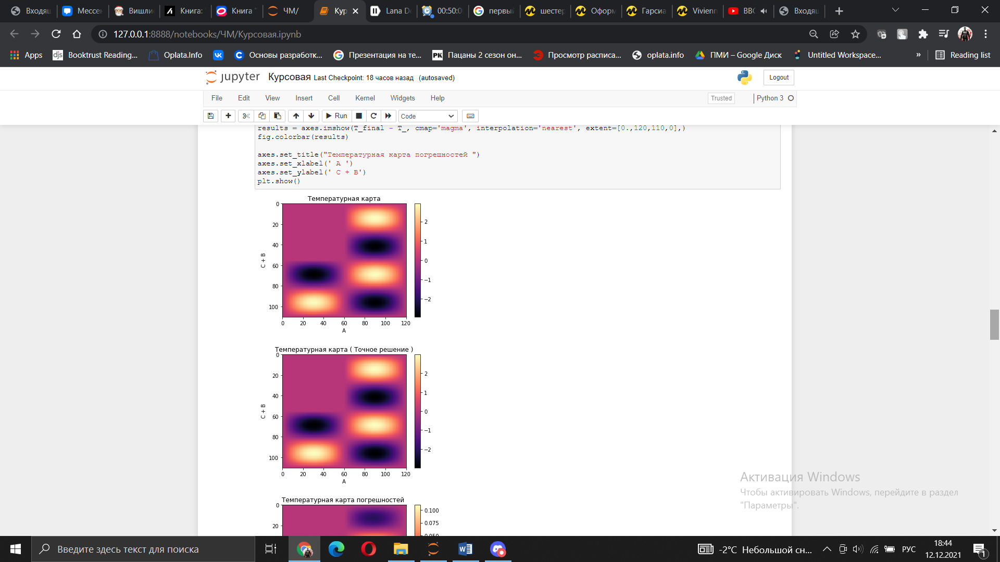 Входящ
Мессен
Вишли
Книга:
Книга "
ЧМ/
Кур
Lana De
00:50:0
первый
шестер
Оформ
Гарсиа
Vivienn
BBC
Входящ
127.0.0.1:8888/notebooks/ЧМ/Курсовая.ipynb
Apps
Booktrust Reading...
Oplata.Info
Основы разработк...
Презентация на те...
Пацаны 2 сезон он...
Просмотр расписа...
oplata.info
ПМИ – Google Диск
Untitled Workspace...
»
Reading list
jupyter Курсовая Last Checkpoint: 18 часов назад (autosaved)
Logout
File Edit View Insert Cell Kernel Widgets Help
Trusted
Python 3
Run
Code
results = axes.imshow(T_final - T_, cmap='magma', interpolation='nearest', extent=[0.,120,110,0],)
fig.colorbar(results)
axes.set_title("Температурная карта погрешностей ")
axes.set_xlabel(' A ')
axes.set_ylabel(' C + B')
plt.show()
Температурная карта
0
20
40
60
80
100
C + B
0 20 40 60 80 100 120
A
2
1
0
−1
−2
Температурная карта ( Точное решение )
0
20
40
60
80
100
C + B
0 20 40 60 80 100 120
A
2
1
0
−1
−2
Температурная карта погрешностей
0
20
0.100
0.075
0.050
Активация Windows
Чтобы активировать Windows, перейдите в раздел
"Параметры".
Введите здесь текст для поиска
-2°C Небольшой сн...
РУС
18:44
12.12.2021
1